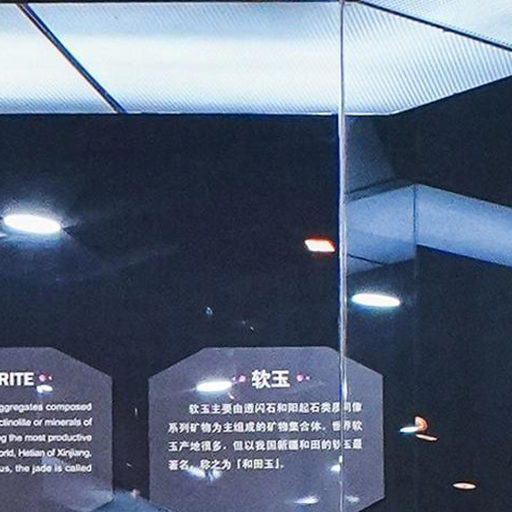 RITE
ggregates composed
ctinolite or minerals of
g the most productive
orld, Hetian of Xinjiang,
us, the jade is called
软玉
软玉主要由透闪石和阳起石类质同像
系列矿物为主组成的矿物集合体。世界软
玉产地很多，但以我国新疆和田的软玉最
著名，称之为「和田玉」。